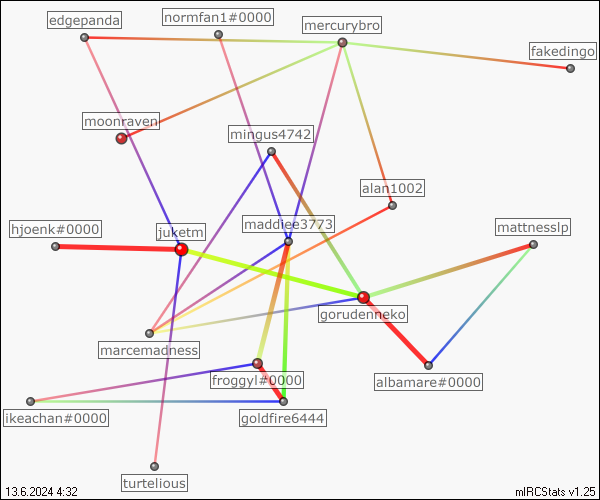 normfan1#0000
edgepanda
mercurybro
fakedingo
moonraven
mingus4742
alan1002
maddiee3773
mattnesslp
hjoenk#0000
juketm
gorudenneko
marcemadness
froggyl#0000
albamare#0000
ikeachan#0000
goldfire6444
turtelious
13.6.2024 4:32
mIRCStats v1.25